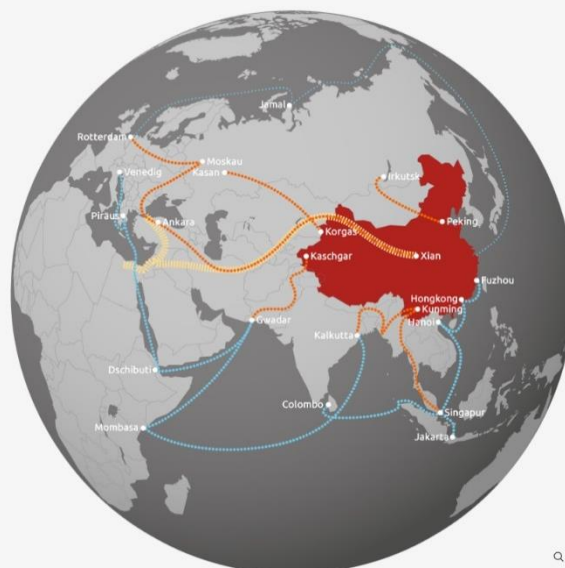 Jamal
Rotterdam
Moskau
Venedig
Kasan
Irkutsk
Piräus
Ankara
Peking
Korgas
Kaschgar
Xian
Fuzhou
Hongkong
Kunming
Gwadar
Hanoi
Kalkutta
Dschibuti
Colombo
Singapur
Mombasa
Jakarta